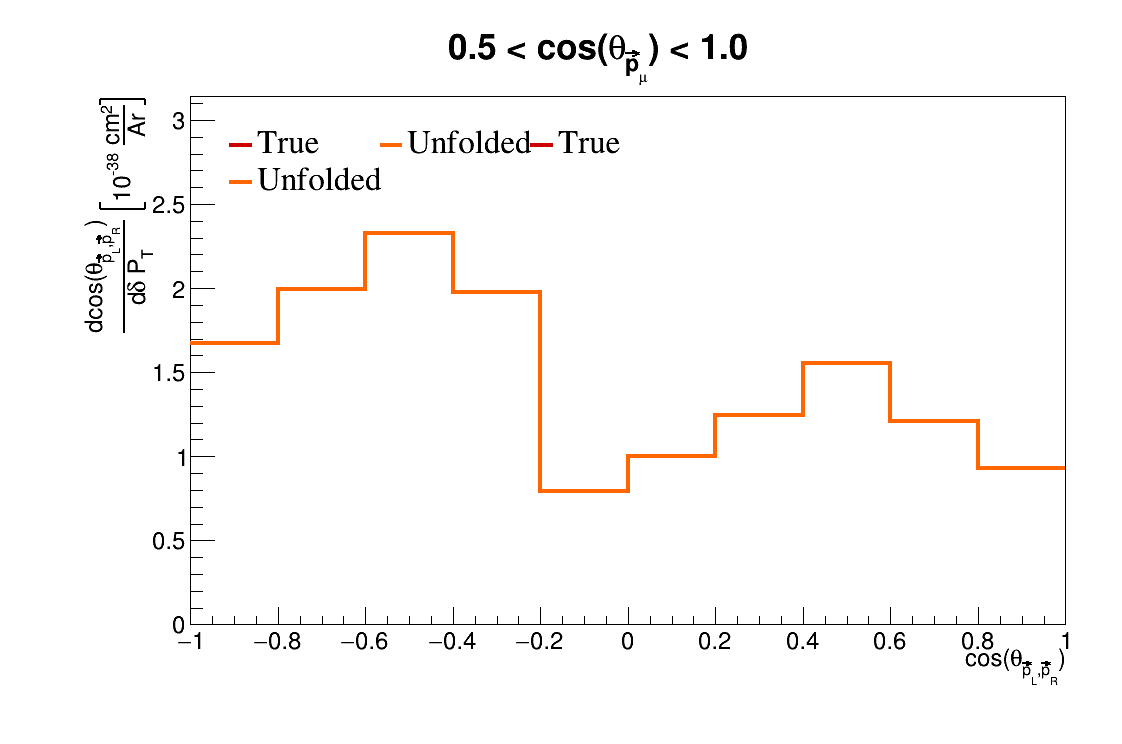 0.5 < cos(θ_p⃗_μ) < 1.0
dcos(θ_p⃗_L,p⃗_R) / dδ P_T [10^-38 cm^2 / Ar]
True Unfolded True
Unfolded
3
2.5
2
1.5
1
0.5
0
−1 −0.8 −0.6 −0.4 −0.2 0 0.2 0.4 0.6 0.8 1
cos(θ_p⃗_L,p⃗_R)